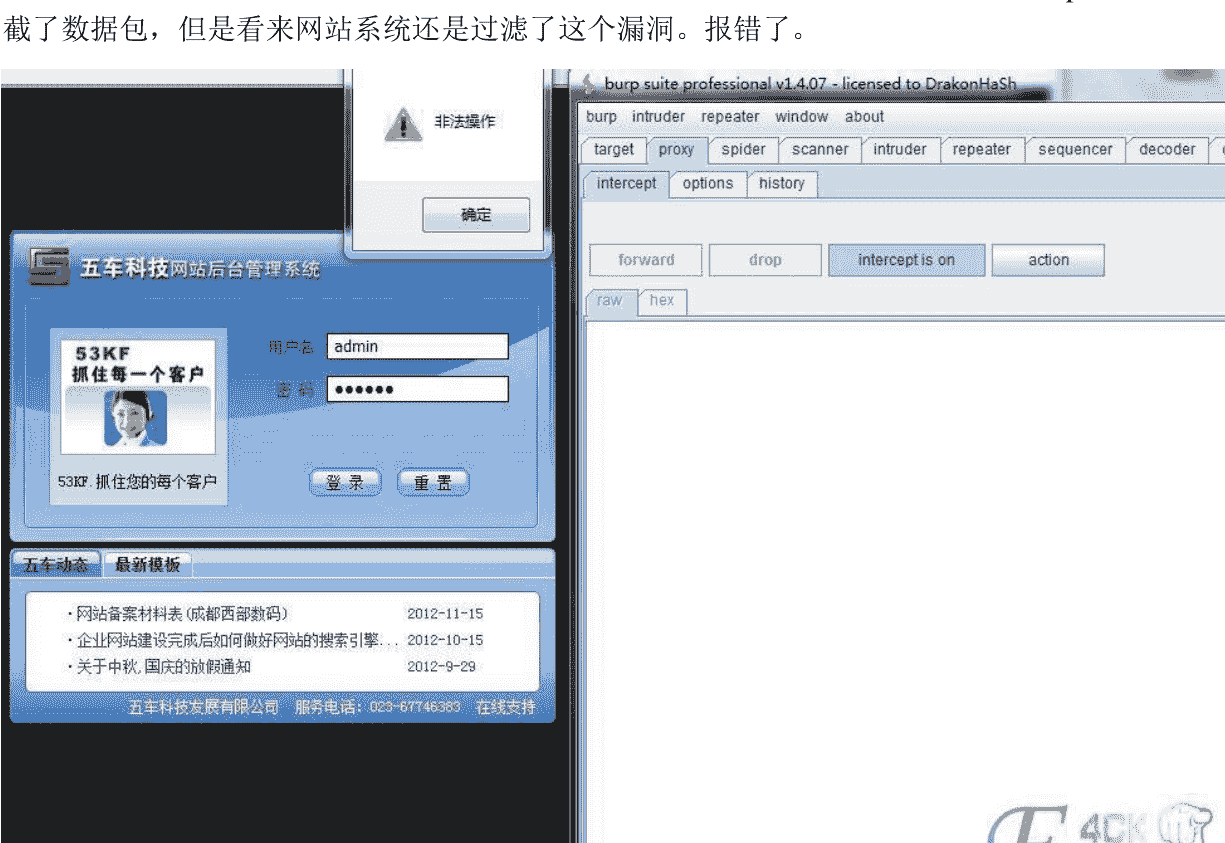 截了数据包，但是看来网站系统还是过滤了这个漏洞。报错了。
非法操作
确定
五车科技网站后台管理系统
53KF
抓住每一个客户
53KF.抓住您的每个客户
用户名 admin
密 码 ••••••
登 录 重 置
五车动态 最新模板
·网站备案材料表(成都西部数码) 2012-11-15
·企业网站建设完成后如何做好网站的搜索引擎... 2012-10-15
·关于中秋,国庆的放假通知 2012-9-29
五车科技发展有限公司 服务电话：023-67746383 在线支持
burp suite professional v1.4.07 - licensed to DrakonHaSh
burp intruder repeater window about
target proxy spider scanner intruder repeater sequencer decoder
intercept options history
forward drop intercept is on action
raw hex
F4CK